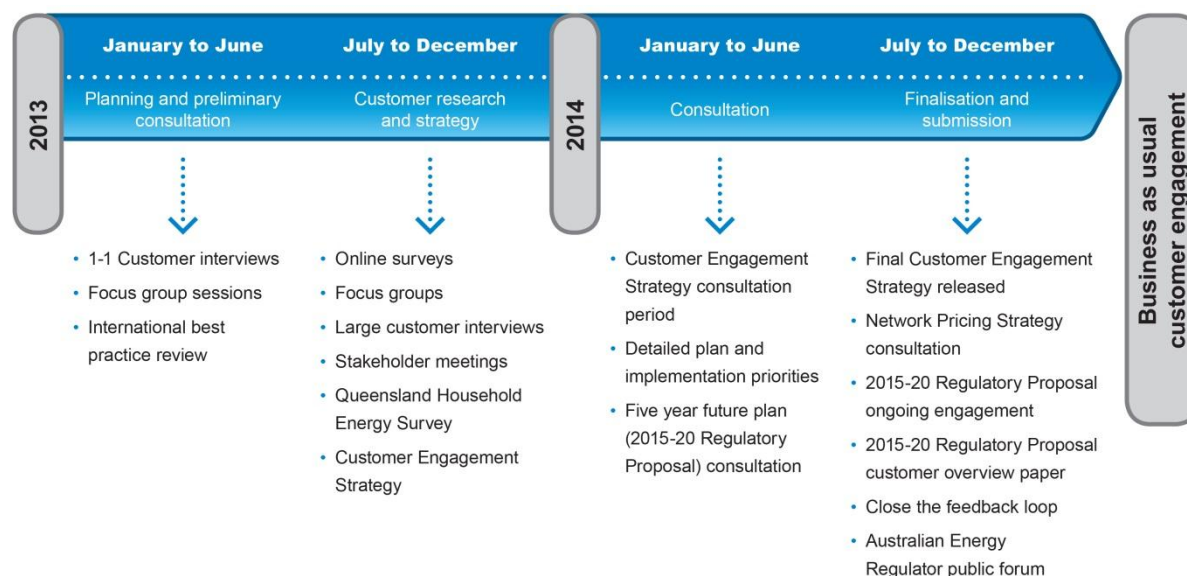 2013
January to June
Planning and preliminary
consultation
• 1-1 Customer interviews
• Focus group sessions
• International best
practice review
July to December
Customer research
and strategy
• Online surveys
• Focus groups
• Large customer interviews
• Stakeholder meetings
• Queensland Household
Energy Survey
• Customer Engagement
Strategy
2014
January to June
Consultation
• Customer Engagement
Strategy consultation
period
• Detailed plan and
implementation priorities
• Five year future plan
(2015-20 Regulatory
Proposal) consultation
July to December
Finalisation and
submission
• Final Customer Engagement
Strategy released
• Network Pricing Strategy
consultation
• 2015-20 Regulatory Proposal
ongoing engagement
• 2015-20 Regulatory Proposal
customer overview paper
• Close the feedback loop
• Australian Energy
Regulator public forum
Business as usual
customer engagement